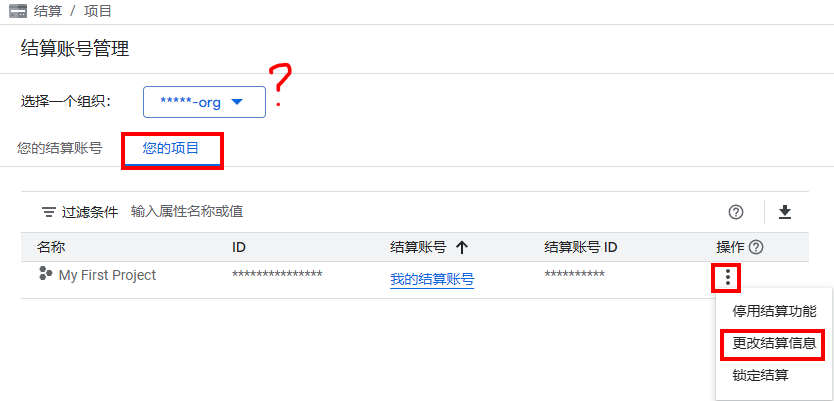 结算 / 项目
结算账号管理
选择一个组织： *****-org ?
您的结算账号 您的项目
过滤条件 输入属性名称或值
名称 ID 结算账号 结算账号 ID 操作
My First Project *************** 我的结算账号 **********
停用结算功能
更改结算信息
锁定结算